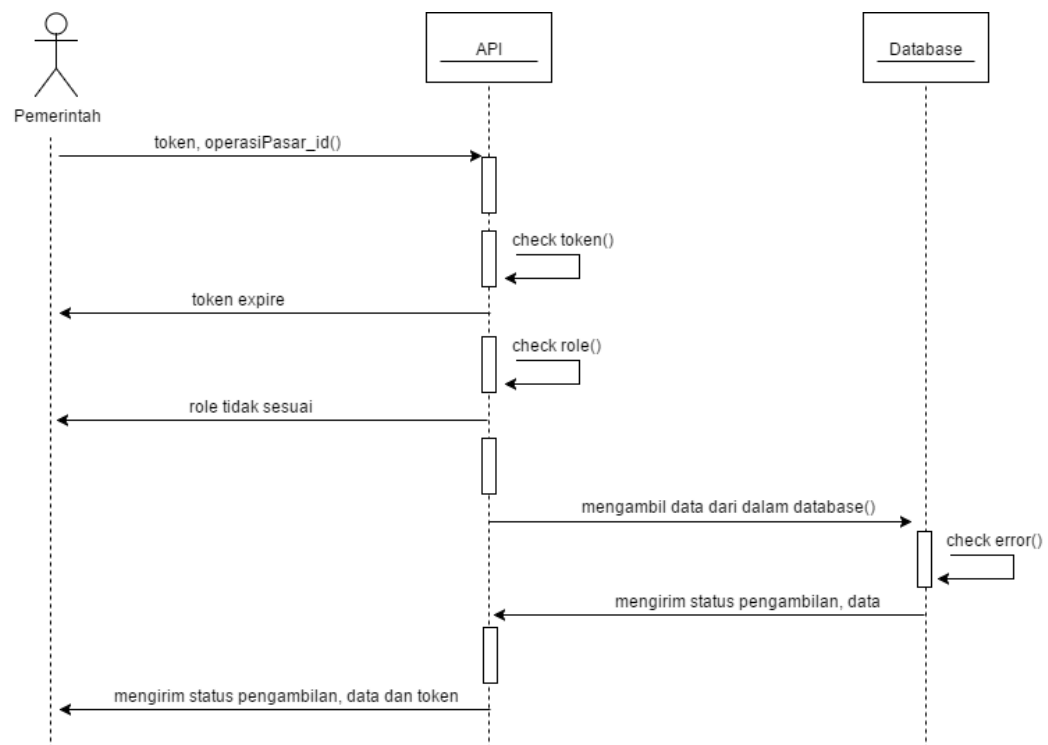 API
Database
Pemerintah
token, operasiPasar_id()
check token()
token expire
check role()
role tidak sesuai
mengambil data dari dalam database()
check error()
mengirim status pengambilan, data
mengirim status pengambilan, data dan token